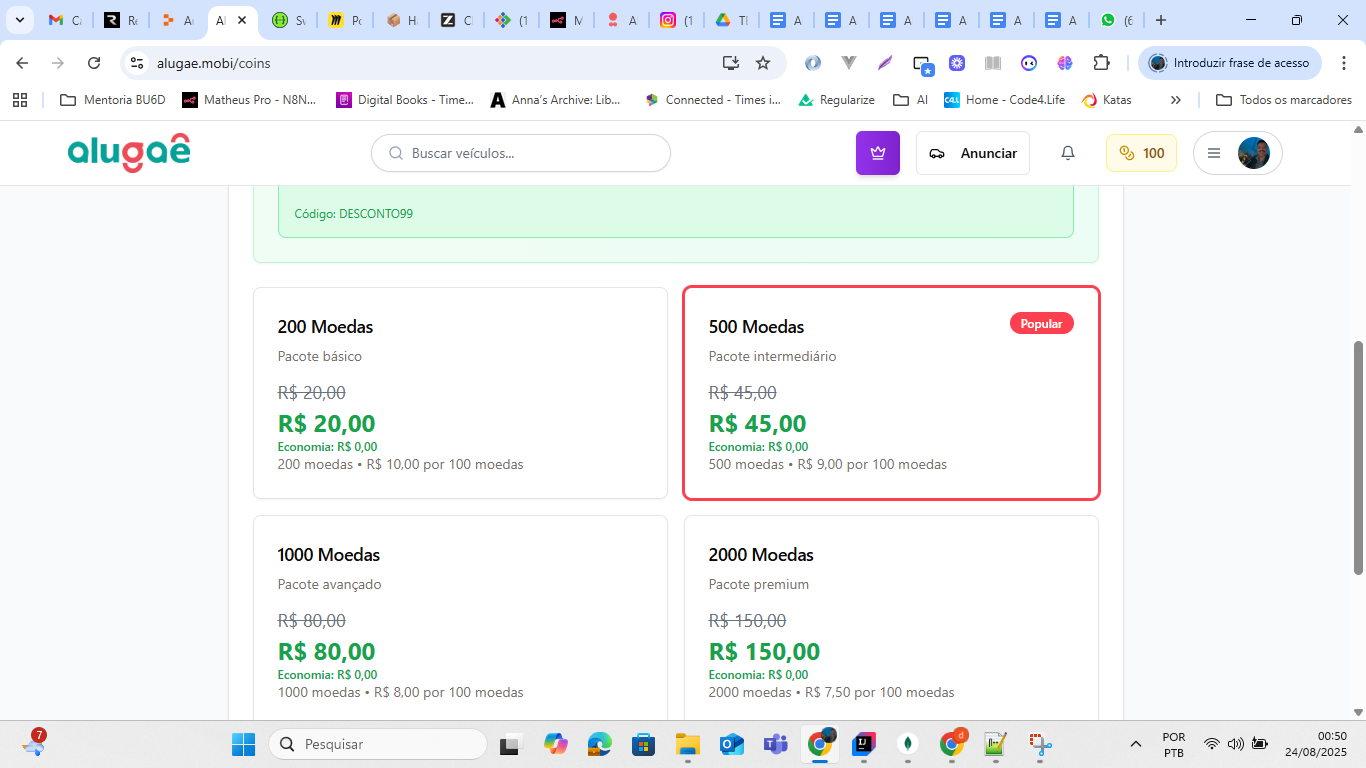 Ca
Re
Ac
Al
Sv
Po
Ha
Cl
(1
M
A
(1
Th
A
A
A
A
A
A
(6
alugae.mobi/coins
Introduzir frase de acesso
Mentoria BU6D
Matheus Pro - N8N...
Digital Books - Time...
Anna's Archive: Lib...
Connected - Times i...
Regularize
AI
Home - Code4.Life
Katas
Todos os marcadores
alugaê
Buscar veículos...
Anunciar
100
Código: DESCONTO99
200 Moedas
Pacote básico
R$ 20,00
R$ 20,00
Economia: R$ 0,00
200 moedas • R$ 10,00 por 100 moedas
500 Moedas
Popular
Pacote intermediário
R$ 45,00
R$ 45,00
Economia: R$ 0,00
500 moedas • R$ 9,00 por 100 moedas
1000 Moedas
Pacote avançado
R$ 80,00
R$ 80,00
Economia: R$ 0,00
1000 moedas • R$ 8,00 por 100 moedas
2000 Moedas
Pacote premium
R$ 150,00
R$ 150,00
Economia: R$ 0,00
2000 moedas • R$ 7,50 por 100 moedas
7
Pesquisar
POR
PTB
00:50
24/08/2025